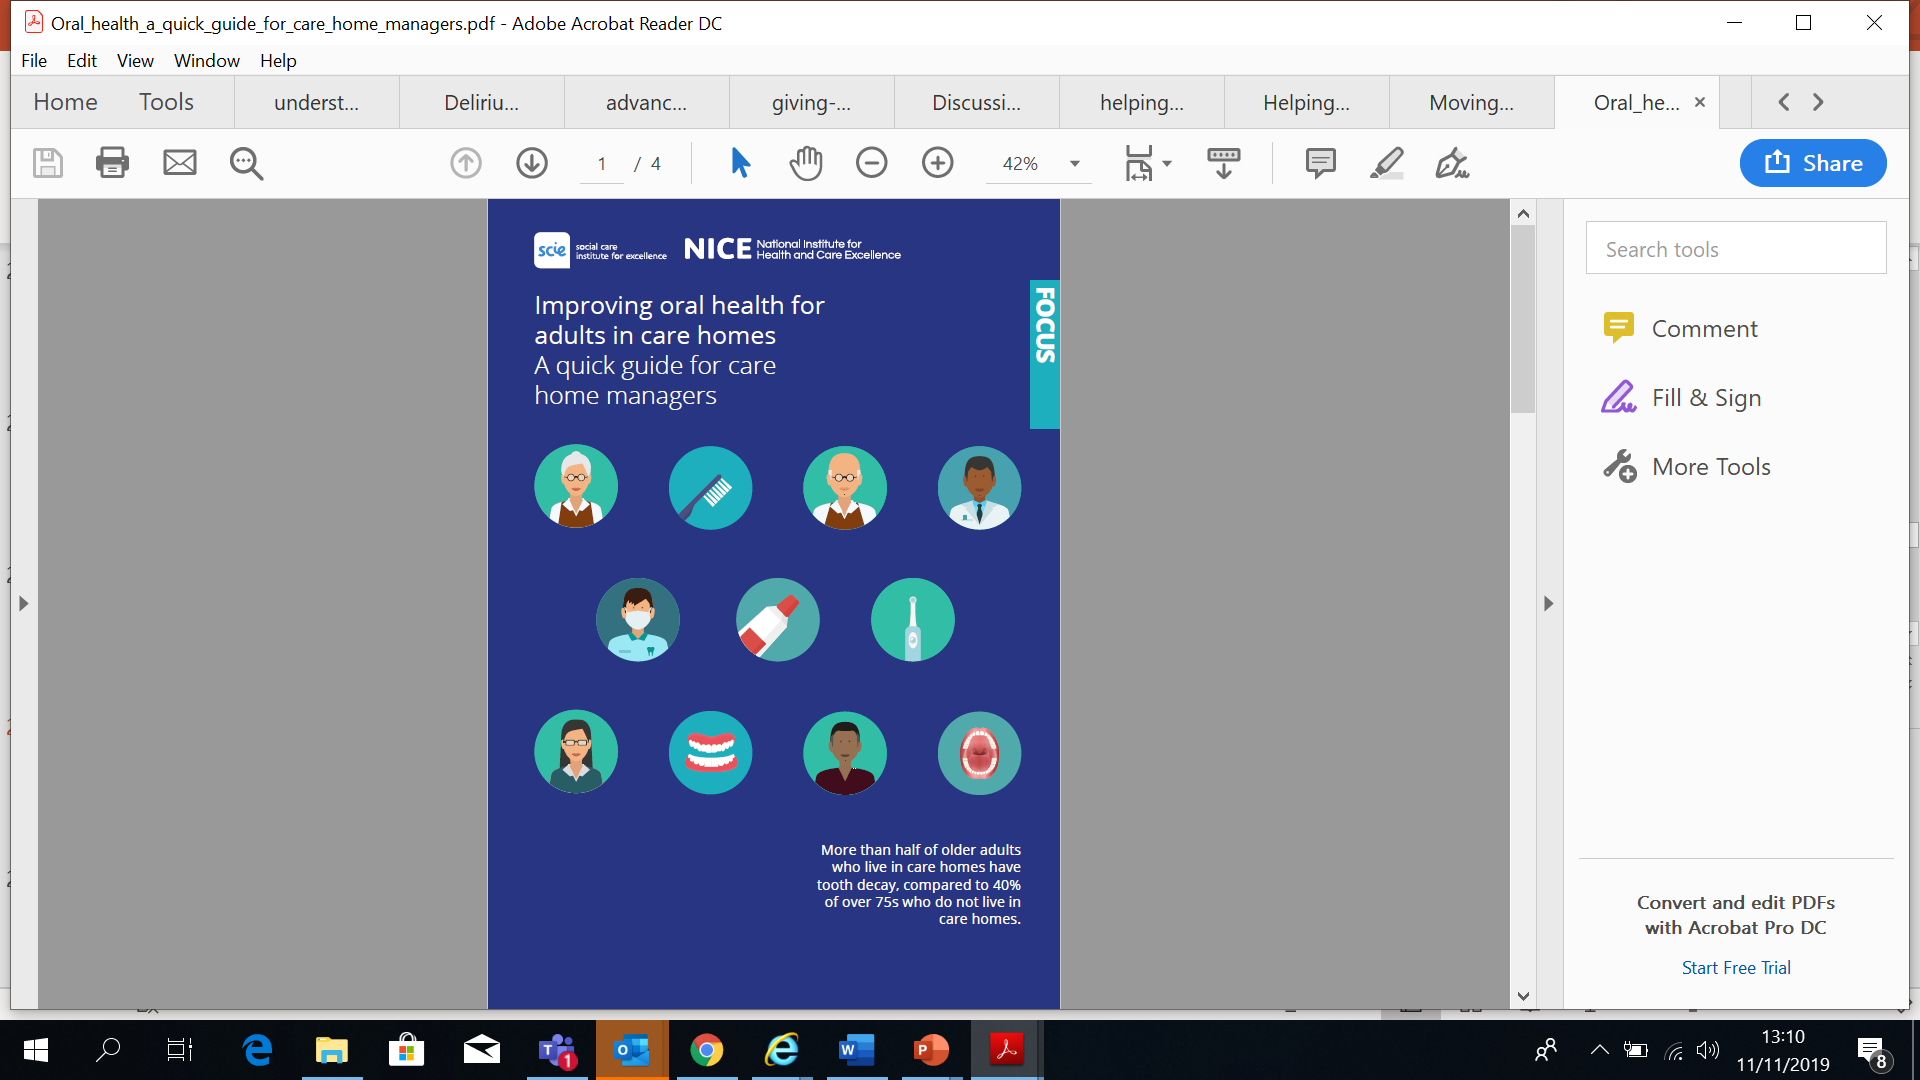 Oral_health_a_quick_guide_for_care_home_managers.pdf - Adobe Acrobat Reader DC
File Edit View Window Help
Home Tools underst... Deliriu... advanc... giving-... Discussi... helping... Helping... Moving... Oral_he...
1 / 4 42% Share
scie social care
institute for excellence
NICE National Institute for
Health and Care Excellence
Search tools
Improving oral health for
adults in care homes
A quick guide for care
home managers
FOCUS
Comment
Fill & Sign
More Tools
More than half of older adults
who live in care homes have
tooth decay, compared to 40%
of over 75s who do not live in
care homes.
Convert and edit PDFs
with Acrobat Pro DC
Start Free Trial
1
13:10
11/11/2019
8